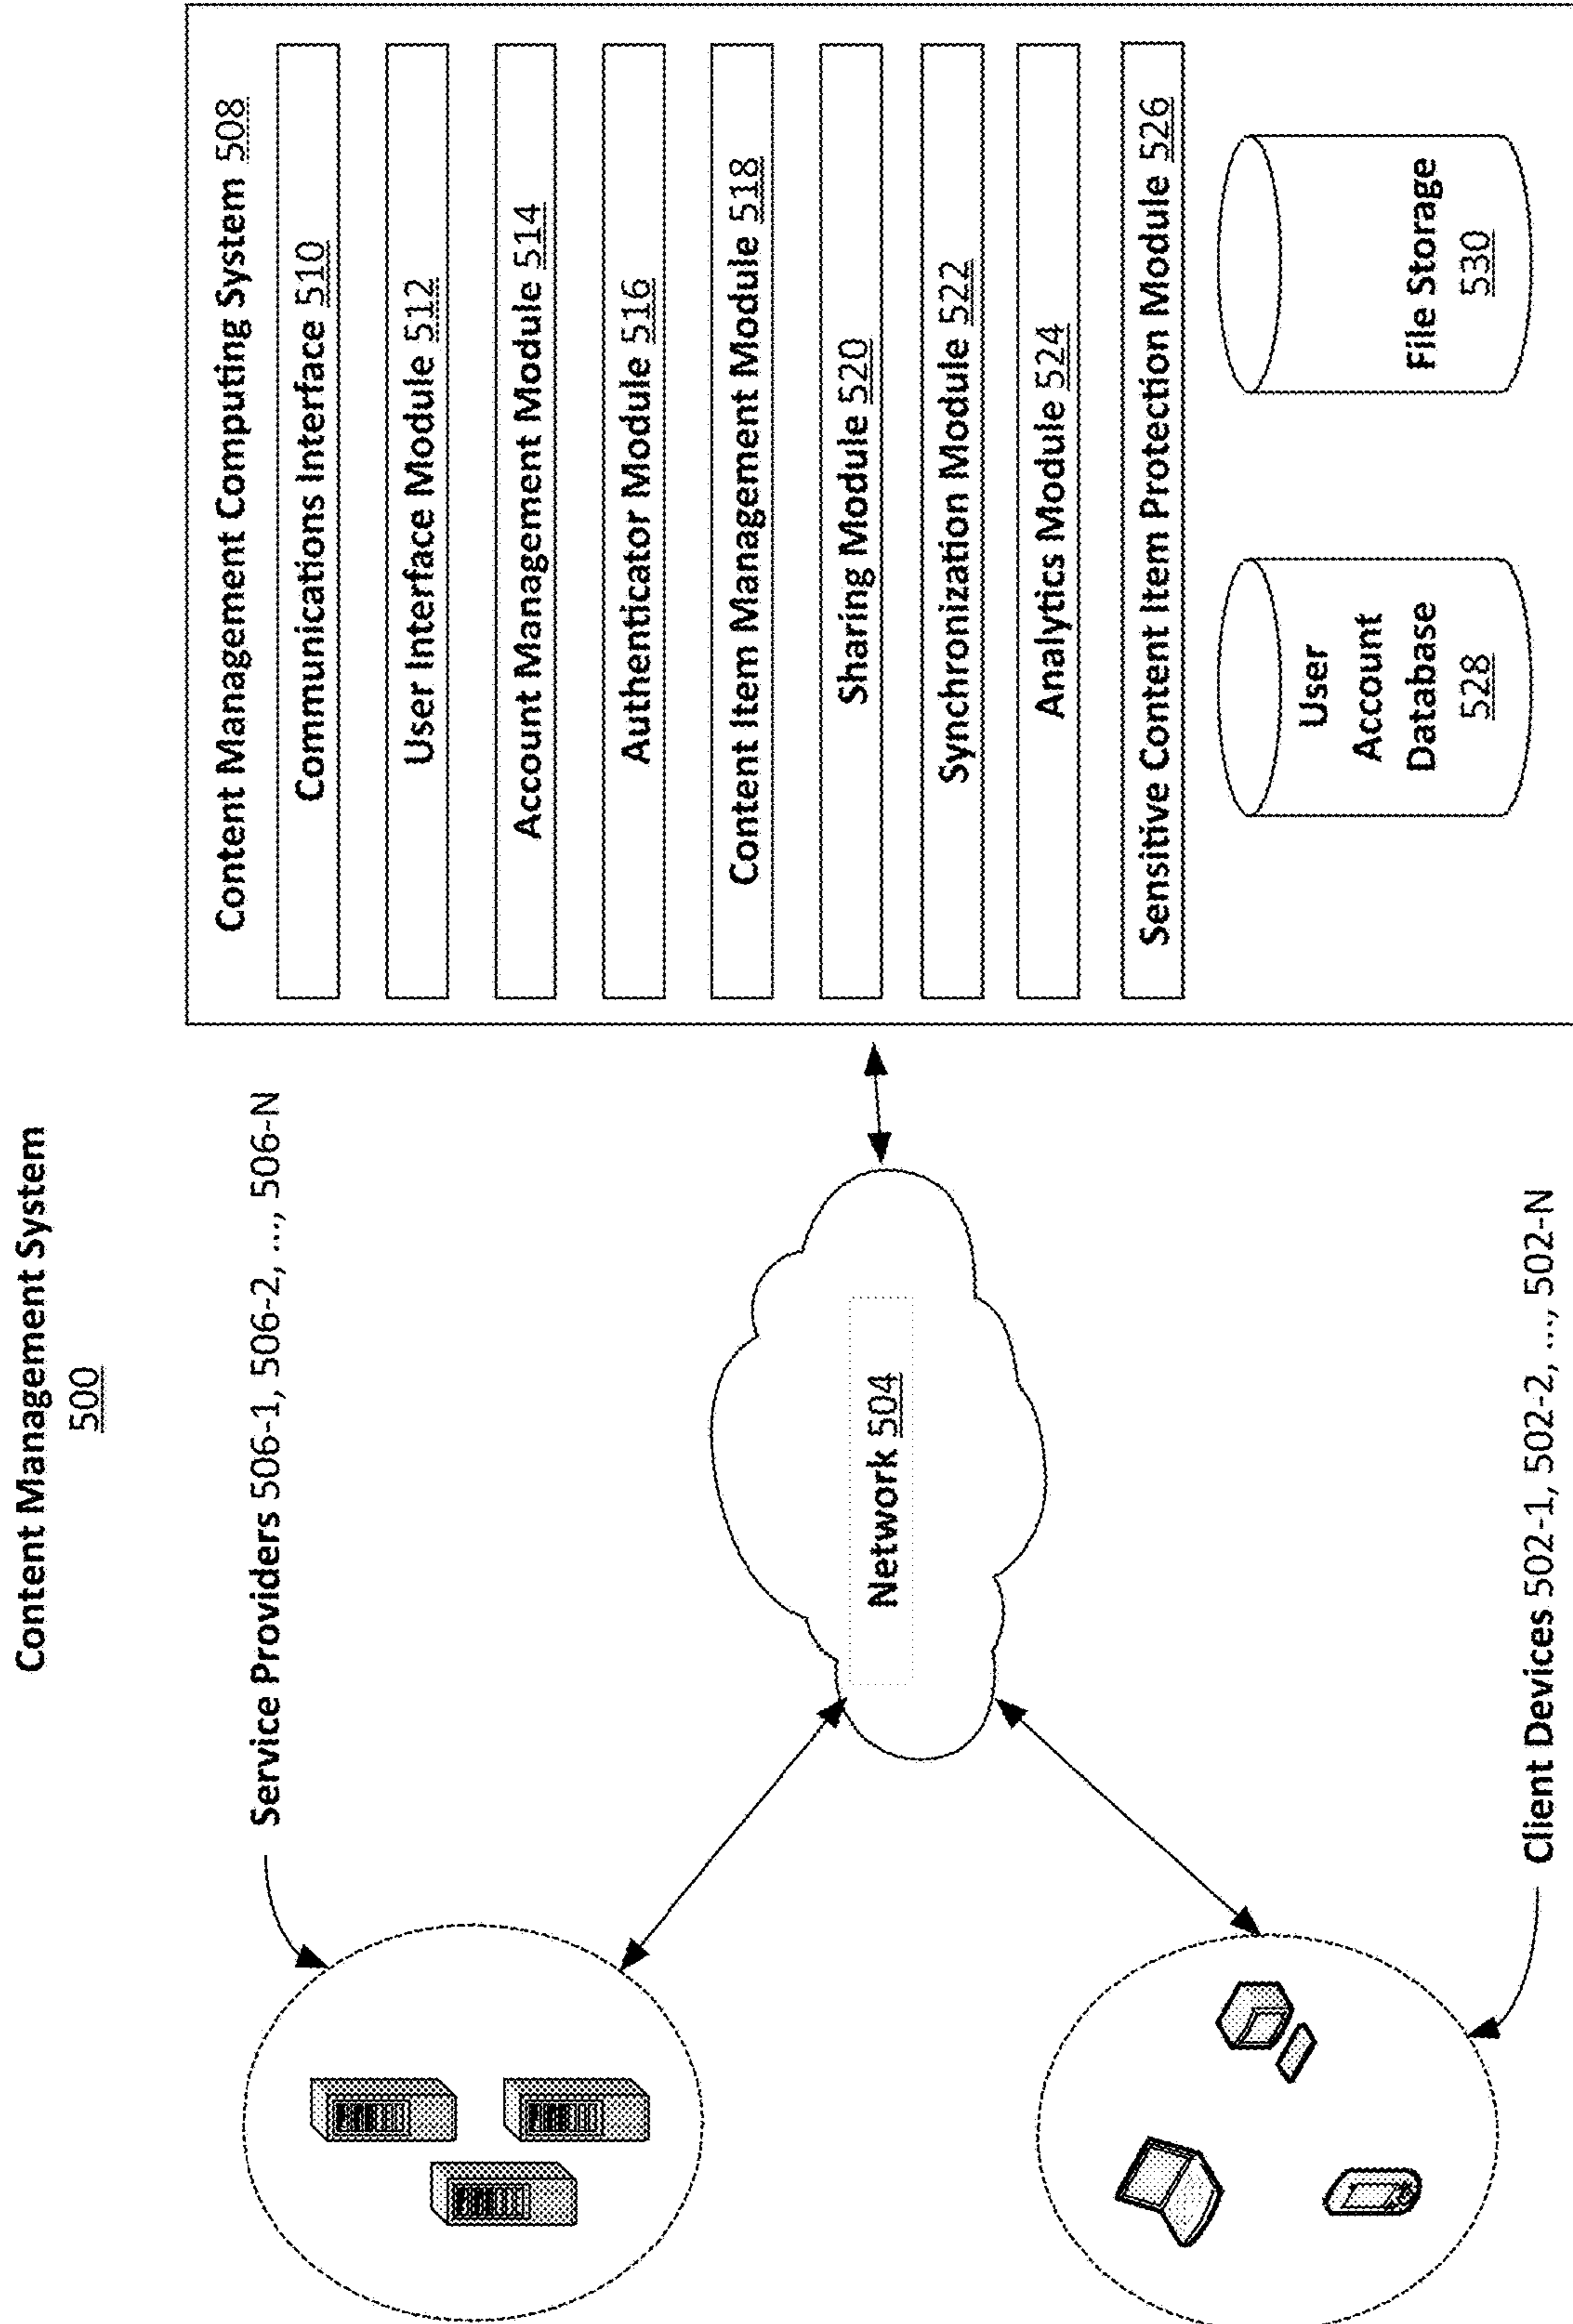 Content Management System
500
Service Providers 506-1, 506-2, ..., 506-N
Network 504
Client Devices 502-1, 502-2, ..., 502-N
Content Management Computing System 508
Communications Interface 510
User Interface Module 512
Account Management Module 514
Authenticator Module 516
Content Item Management Module 518
Sharing Module 520
Synchronization Module 522
Analytics Module 524
Sensitive Content Item Protection Module 526
User
Account
Database
528
File Storage
530